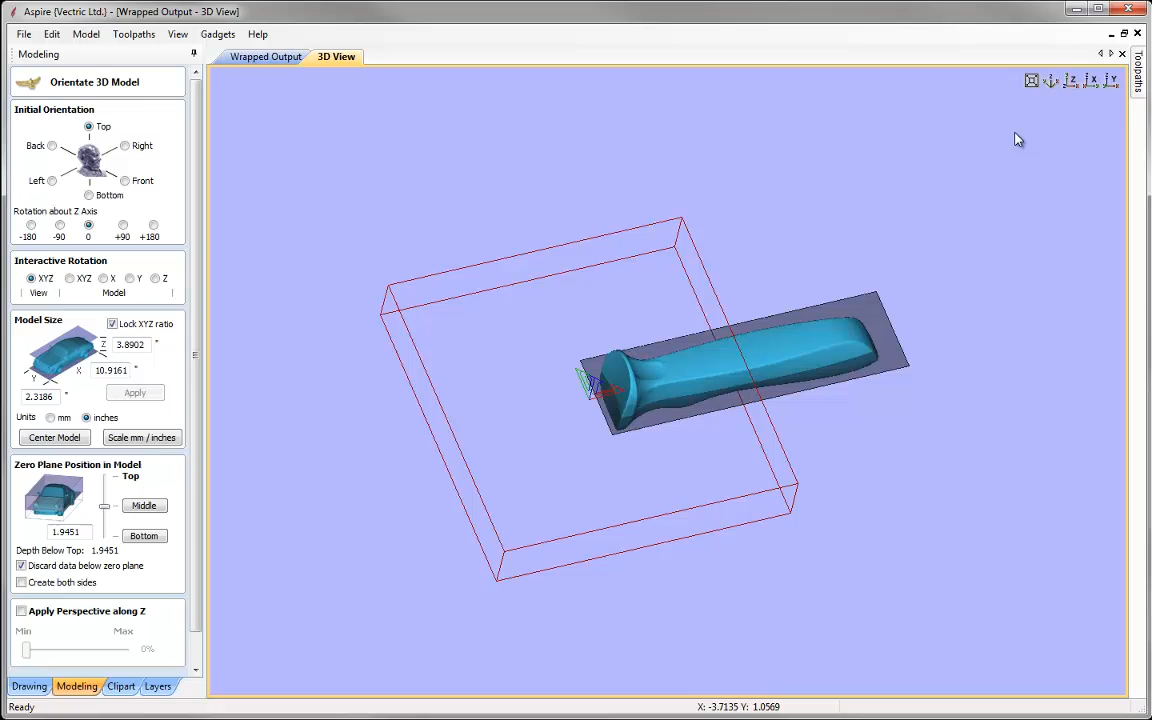 Aspire {Vectric Ltd.} - [Wrapped Output - 3D View]
File Edit Model Toolpaths View Gadgets Help
Modeling
Wrapped Output 3D View
Toolpaths
Orientate 3D Model
Initial Orientation
Top
Back Right
Left Front
Bottom
Rotation about Z Axis
-180 -90 0 +90 +180
Interactive Rotation
XYZ XYZ X Y Z
View Model
Model Size
Lock XYZ ratio
Z 3.8902 "
X 10.9161 "
Y
2.3186 "
Apply
Units mm inches
Center Model Scale mm / inches
Zero Plane Position in Model
Top
Middle
1.9451
Bottom
Depth Below Top: 1.9451
Discard data below zero plane
Create both sides
Apply Perspective along Z
Min Max
0%
Drawing Modeling Clipart Layers
Ready
X: -3.7135 Y: 1.0569
Z X Y